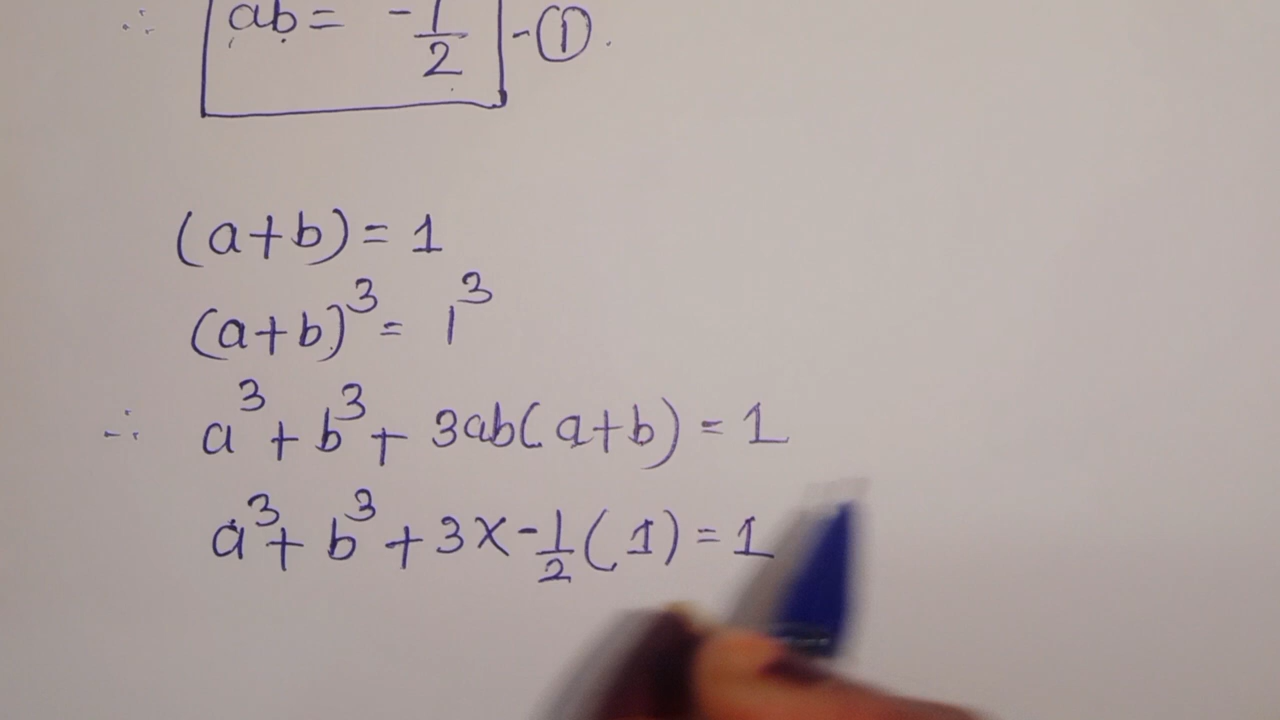 ∴ ab = -1/2 -①.
(a+b) = 1
(a+b)³ = 1³
∴ a³ + b³ + 3ab(a+b) = 1
a³ + b³ + 3 × -1/2 (1) = 1